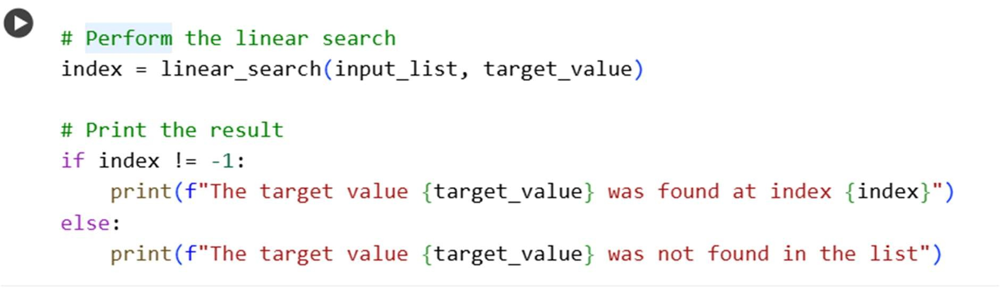 # Perform the linear search
index = linear_search(input_list, target_value)
# Print the result
if index != -1:
    print(f"The target value {target_value} was found at index {index}")
else:
    print(f"The target value {target_value} was not found in the list")